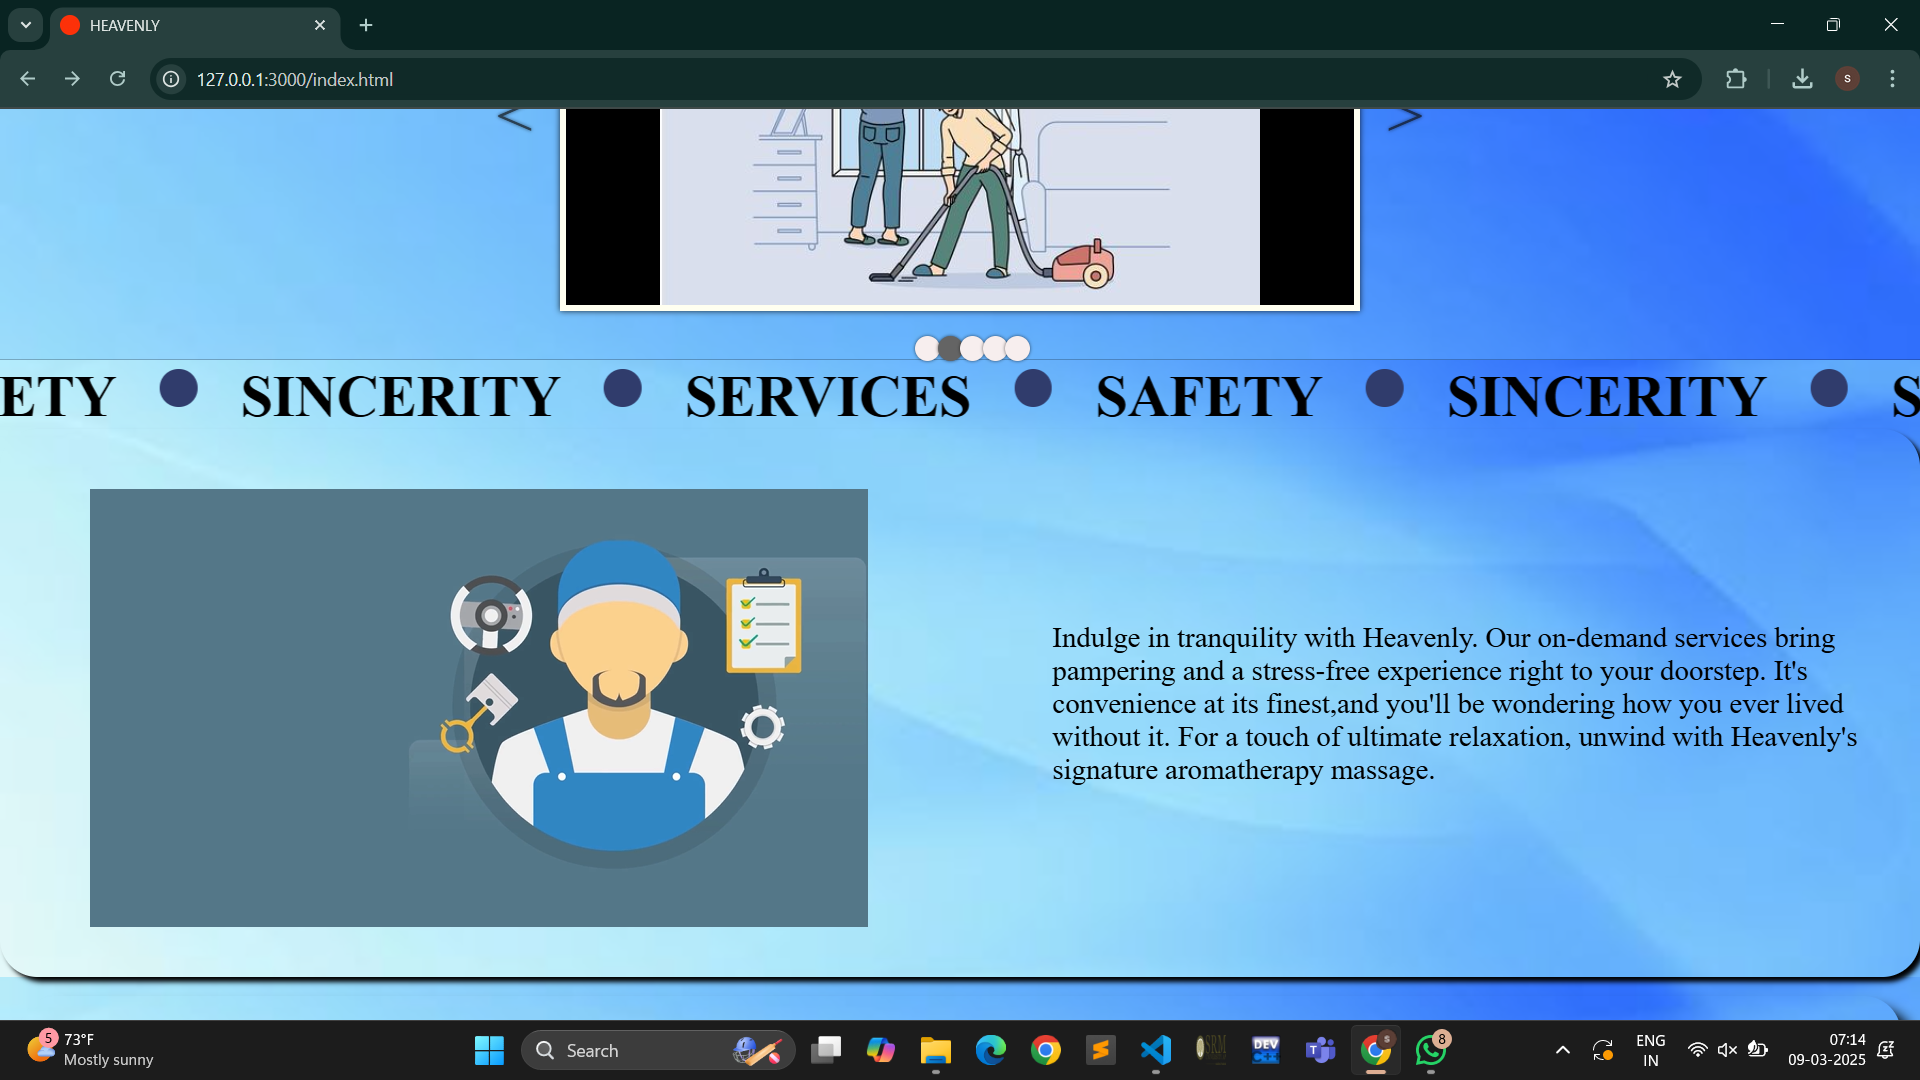 HEAVENLY
127.0.0.1:3000/index.html
S
< >
ETY SINCERITY SERVICES SAFETY SINCERITY S
Indulge in tranquility with Heavenly. Our on-demand services bring
pampering and a stress-free experience right to your doorstep. It's
convenience at its finest,and you'll be wondering how you ever lived
without it. For a touch of ultimate relaxation, unwind with Heavenly's
signature aromatherapy massage.
5
73°F
Mostly sunny
Search
SRM
DEV
C++
T
S
8
ENG
IN
07:14
09-03-2025